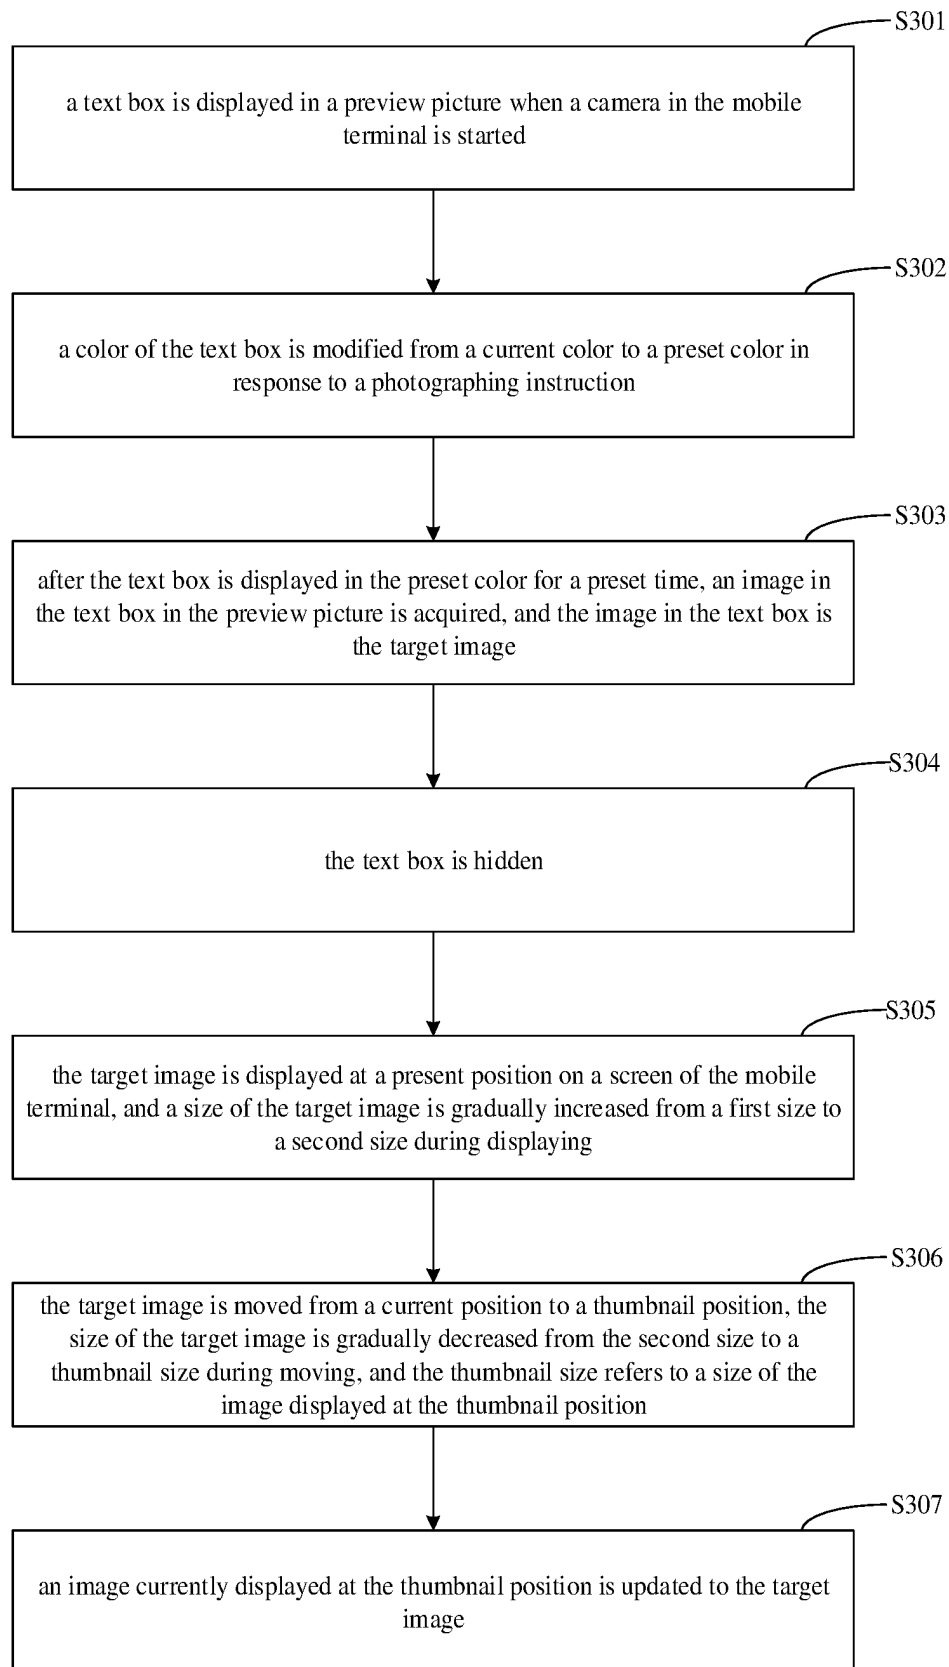 S301
a text box is displayed in a preview picture when a camera in the mobile
terminal is started
S302
a color of the text box is modified from a current color to a preset color in
response to a photographing instruction
S303
after the text box is displayed in the preset color for a preset time, an image in
the text box in the preview picture is acquired, and the image in the text box is
the target image
S304
the text box is hidden
S305
the target image is displayed at a present position on a screen of the mobile
terminal, and a size of the target image is gradually increased from a first size to
a second size during displaying
S306
the target image is moved from a current position to a thumbnail position, the
size of the target image is gradually decreased from the second size to a
thumbnail size during moving, and the thumbnail size refers to a size of the
image displayed at the thumbnail position
S307
an image currently displayed at the thumbnail position is updated to the target
image